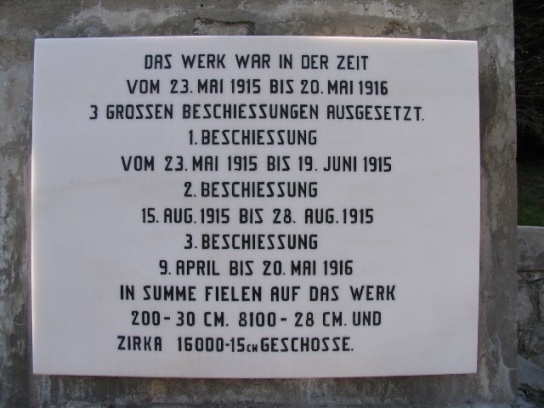 DAS WERK WAR IN DER ZEIT
VOM 23. MAI 1915 BIS 20. MAI 1916
3 GROSSEN BESCHIESSUNGEN AUSGESETZT.
1. BESCHIESSUNG
VOM 23. MAI 1915 BIS 19. JUNI 1915
2. BESCHIESSUNG
15. AUG. 1915 BIS 28. AUG. 1915
3. BESCHIESSUNG
9. APRIL BIS 20. MAI 1916
IN SUMME FIELEN AUF DAS WERK
200 - 30 CM. 8100 - 28 CM. UND
ZIRKA 16000-15 CM GESCHOSSE.